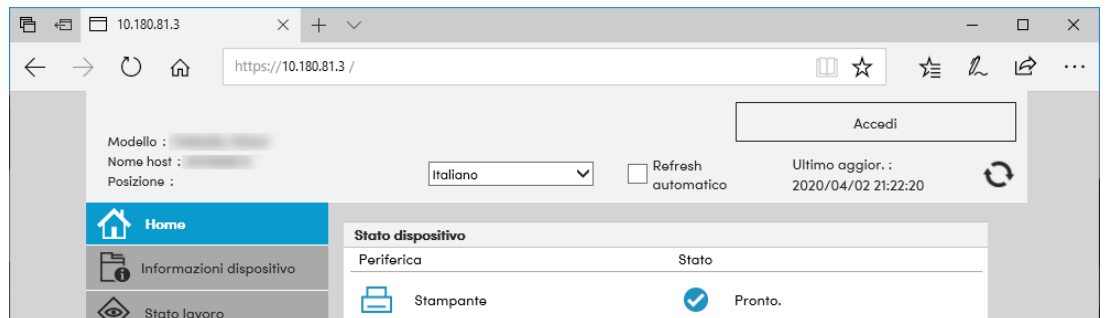 10.180.81.3
https://10.180.81.3 /
Accedi
Modello :
Nome host :
Posizione :
Italiano
Refresh
automatico
Ultimo aggior. :
2020/04/02 21:22:20
Home
Informazioni dispositivo
Stato lavoro
Stato dispositivo
Periferica Stato
Stampante Pronto.